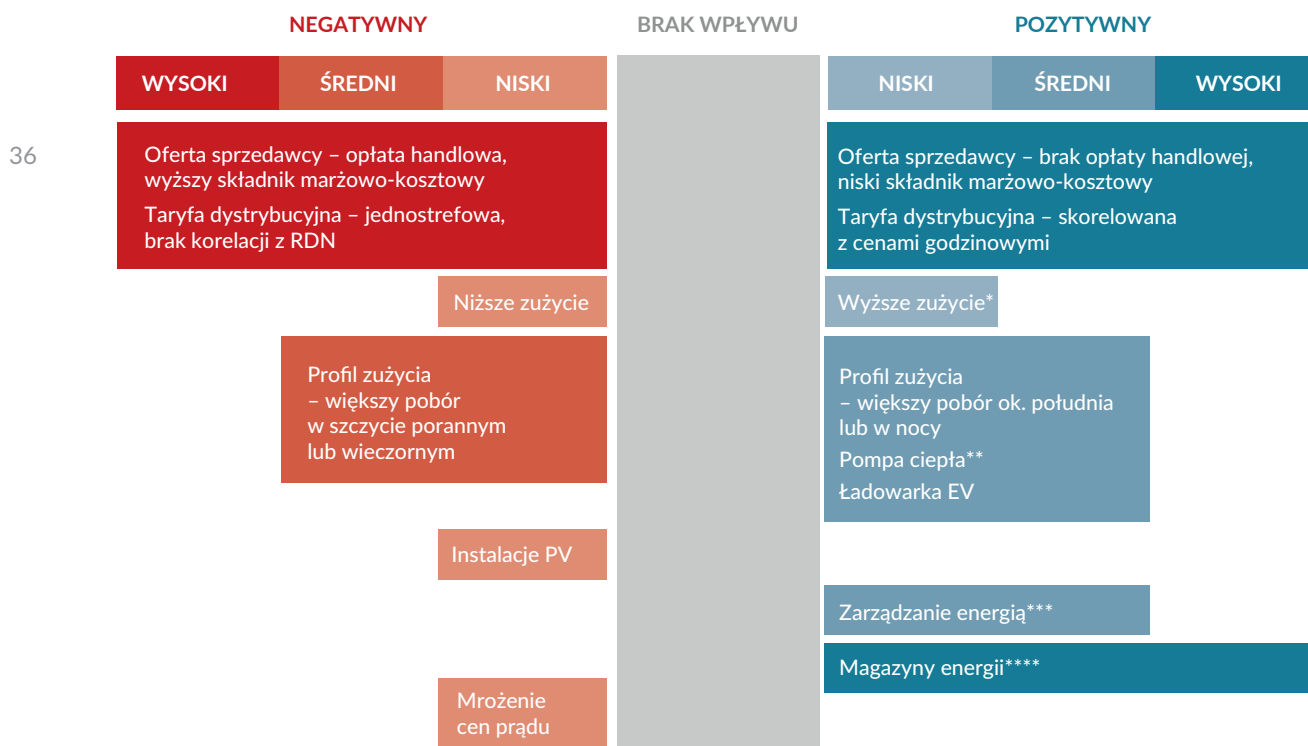 NEGATYWNY
BRAK WPŁYWU
POZYTYWNY
WYSOKI
ŚREDNI
NISKI
NISKI
ŚREDNI
WYSOKI
36
Oferta sprzedawcy – opłata handlowa,
wyższy składnik marżowo-kosztowy
Taryfa dystrybucyjna – jednostrefowa,
brak korelacji z RDN
Oferta sprzedawcy – brak opłaty handlowej,
niski składnik marżowo-kosztowy
Taryfa dystrybucyjna – skorelowana
z cenami godzinowymi
Niższe zużycie
Wyższe zużycie*
Profil zużycia
– większy pobór
w szczycie porannym
lub wieczornym
Profil zużycia
– większy pobór ok. południa
lub w nocy
Pompa ciepła**
Ładowarka EV
Instalacje PV
Zarządzanie energią***
Magazyny energii****
Mrożenie
cen prądu